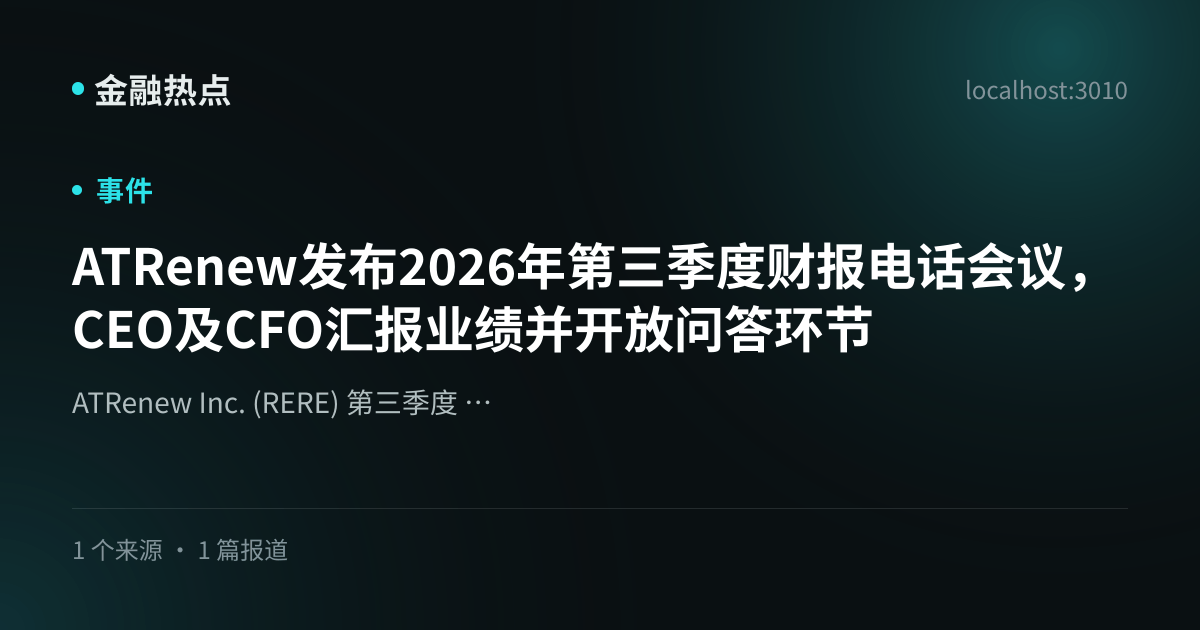 金融热点
localhost:3010
事件
ATRenew发布2026年第三季度财报电话会议，
CEO及CFO汇报业绩并开放问答环节
ATRenew Inc. (RERE) 第三季度 …
1 个来源 · 1 篇报道